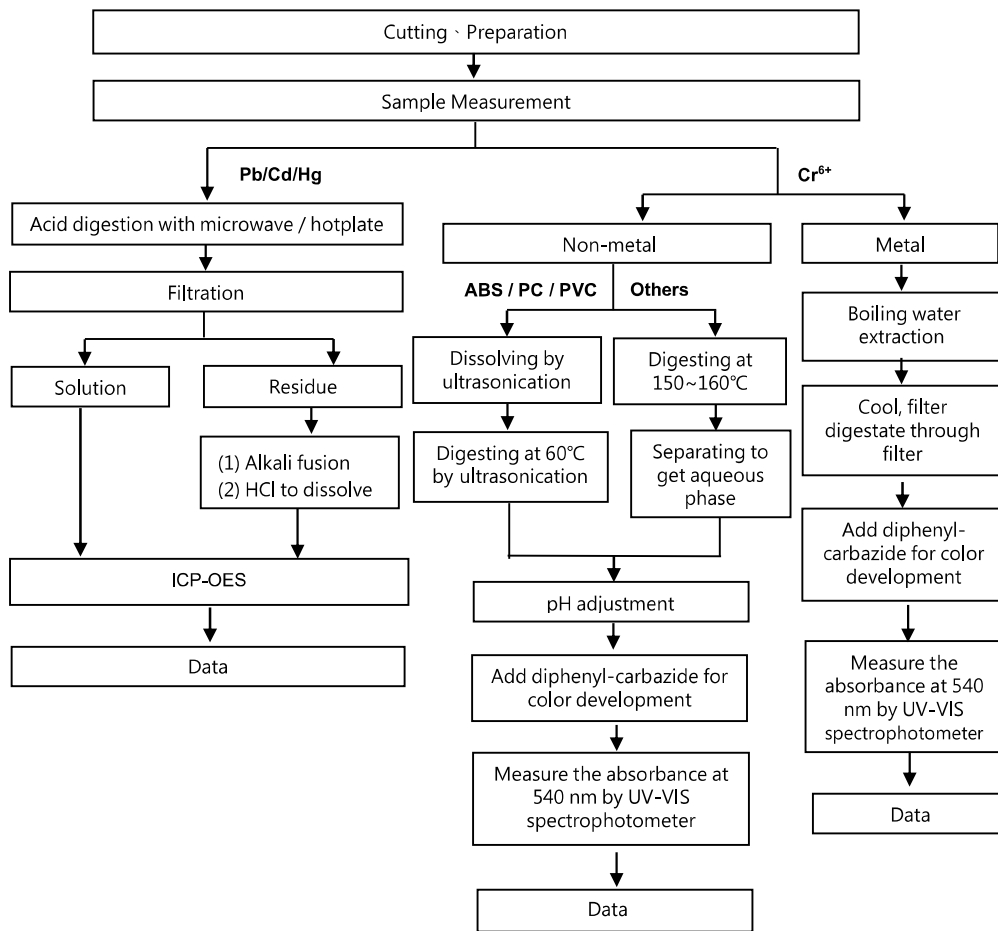 Cutting、Preparation
Sample Measurement
Pb/Cd/Hg
Acid digestion with microwave / hotplate
Filtration
Solution
Residue
(1) Alkali fusion
(2) HCl to dissolve
ICP-OES
Data
Cr⁶⁺
Non-metal
ABS / PC / PVC
Others
Dissolving by
ultrasonication
Digesting at
150~160℃
Digesting at 60℃
by ultrasonication
Separating to
get aqueous
phase
pH adjustment
Add diphenyl-carbazide for
color development
Measure the absorbance at
540 nm by UV-VIS
spectrophotometer
Data
Metal
Boiling water
extraction
Cool, filter
digestate through
filter
Add diphenyl-
carbazide for color
development
Measure the
absorbance at 540
nm by UV-VIS
spectrophotometer
Data